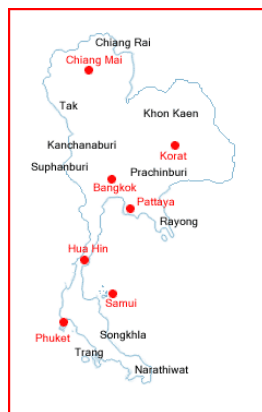 Chiang Rai
Chiang Mai
Tak
Khon Kaen
Kanchanaburi
Korat
Suphanburi
Prachinburi
Bangkok
Pattaya
Rayong
Hua Hin
Samui
Phuket
Songkhla
Trang
Narathiwat